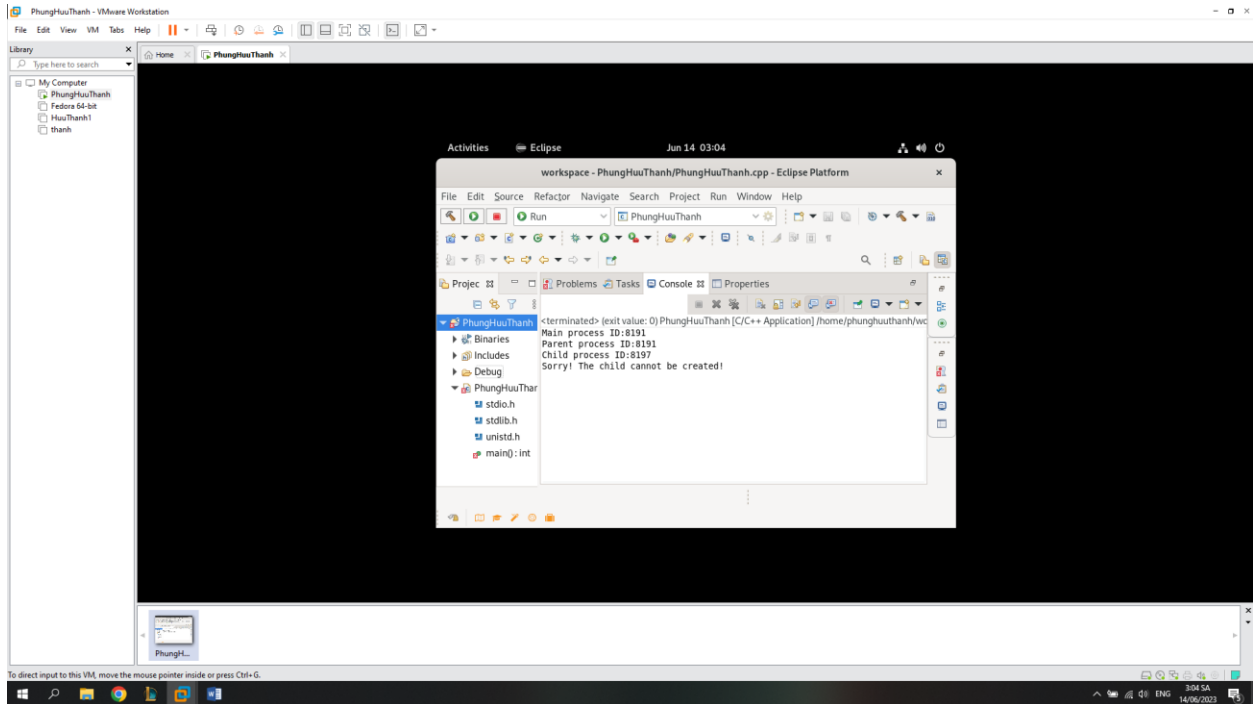 PhungHuuThanh - VMware Workstation
File Edit View VM Tabs Help
Library
Type here to search
My Computer
PhungHuuThanh
Fedora 64-bit
HuuThanh1
thanh
Home
PhungHuuThanh
Activities Eclipse Jun 14 03:04
workspace - PhungHuuThanh/PhungHuuThanh.cpp - Eclipse Platform
File Edit Source Refactor Navigate Search Project Run Window Help
Run PhungHuuThanh
Projec Problems Tasks Console Properties
PhungHuuThanh
Binaries
Includes
Debug
PhungHuuThar
stdio.h
stdlib.h
unistd.h
main() : int
<terminated> (exit value: 0) PhungHuuThanh [C/C++ Application] /home/phunghuuthanh/wo
Main process ID:8191
Parent process ID:8191
Child process ID:8197
Sorry! The child cannot be created!
PhungH...
To direct input to this VM, move the mouse pointer inside or press Ctrl+G.
ENG
3:04 SA
14/06/2023